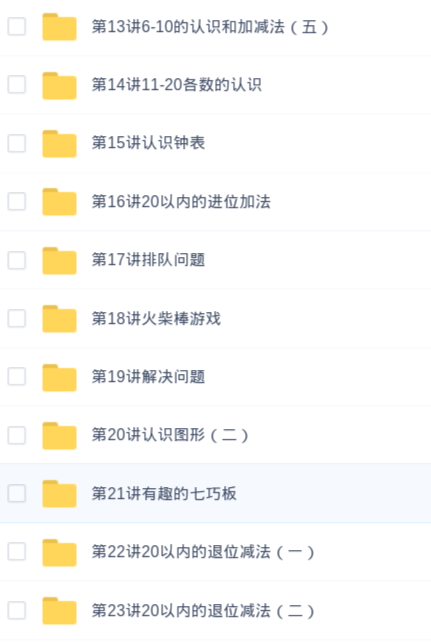 第13讲6-10的认识和加减法（五）
第14讲11-20各数的认识
第15讲认识钟表
第16讲20以内的进位加法
第17讲排队问题
第18讲火柴棒游戏
第19讲解决问题
第20讲认识图形（二）
第21讲有趣的七巧板
第22讲20以内的退位减法（一）
第23讲20以内的退位减法（二）